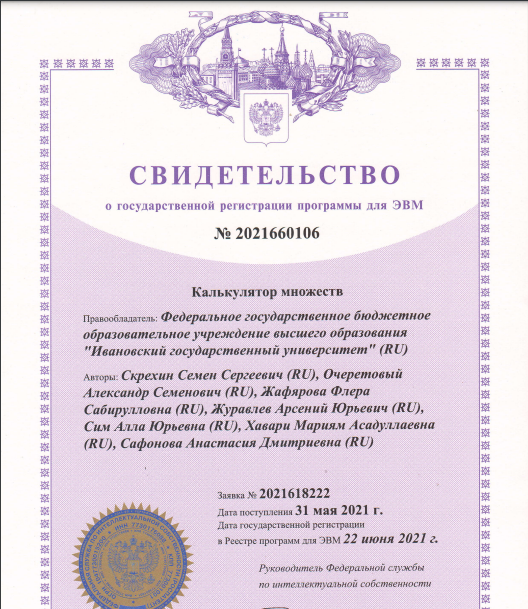 СВИДЕТЕЛЬСТВО
о государственной регистрации программы для ЭВМ
№ 2021660106
Калькулятор множеств
Правообладатель: Федеральное государственное бюджетное
образовательное учреждение высшего образования
"Ивановский государственный университет" (RU)
Авторы: Скрехин Семен Сергеевич (RU), Очеретовый
Александр Семенович (RU), Жафярова Флера
Сабирулловна (RU), Журавлев Арсений Юрьевич (RU),
Сим Алла Юрьевна (RU), Хавари Мариям Асадуллаевна
(RU), Сафонова Анастасия Дмитриевна (RU)
Заявка № 2021618222
Дата поступления 31 мая 2021 г.
Дата государственной регистрации
в Реестре программ для ЭВМ 22 июня 2021 г.
Руководитель Федеральной службы
по интеллектуальной собственности